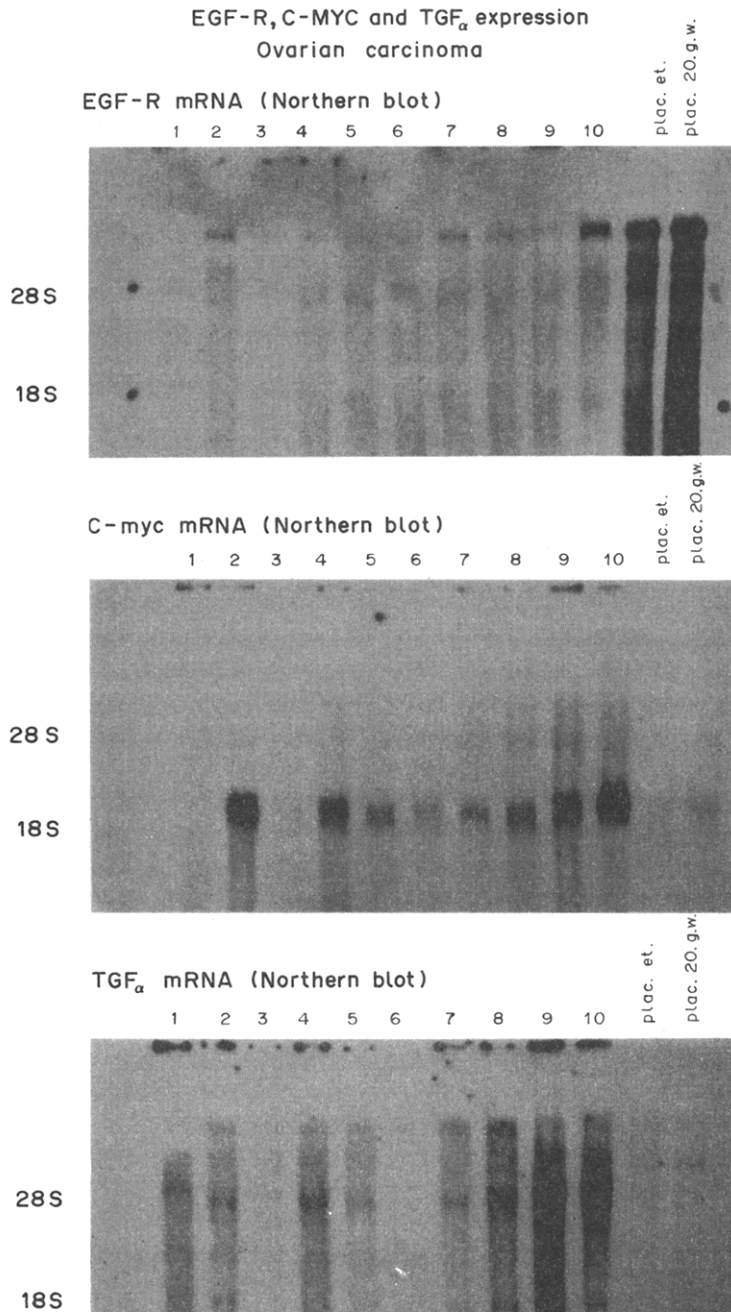 EGF-R, C-MYC and TGFα expression
Ovarian carcinoma
EGF-R mRNA (Northern blot)
1 2 3 4 5 6 7 8 9 10 plac. et. plac. 20. g.w.
28S
18S
C-myc mRNA (Northern blot)
1 2 3 4 5 6 7 8 9 10 plac. et. plac. 20. g.w.
28S
18S
TGFα mRNA (Northern blot)
1 2 3 4 5 6 7 8 9 10 plac. et. plac. 20. g.w.
28S
18S